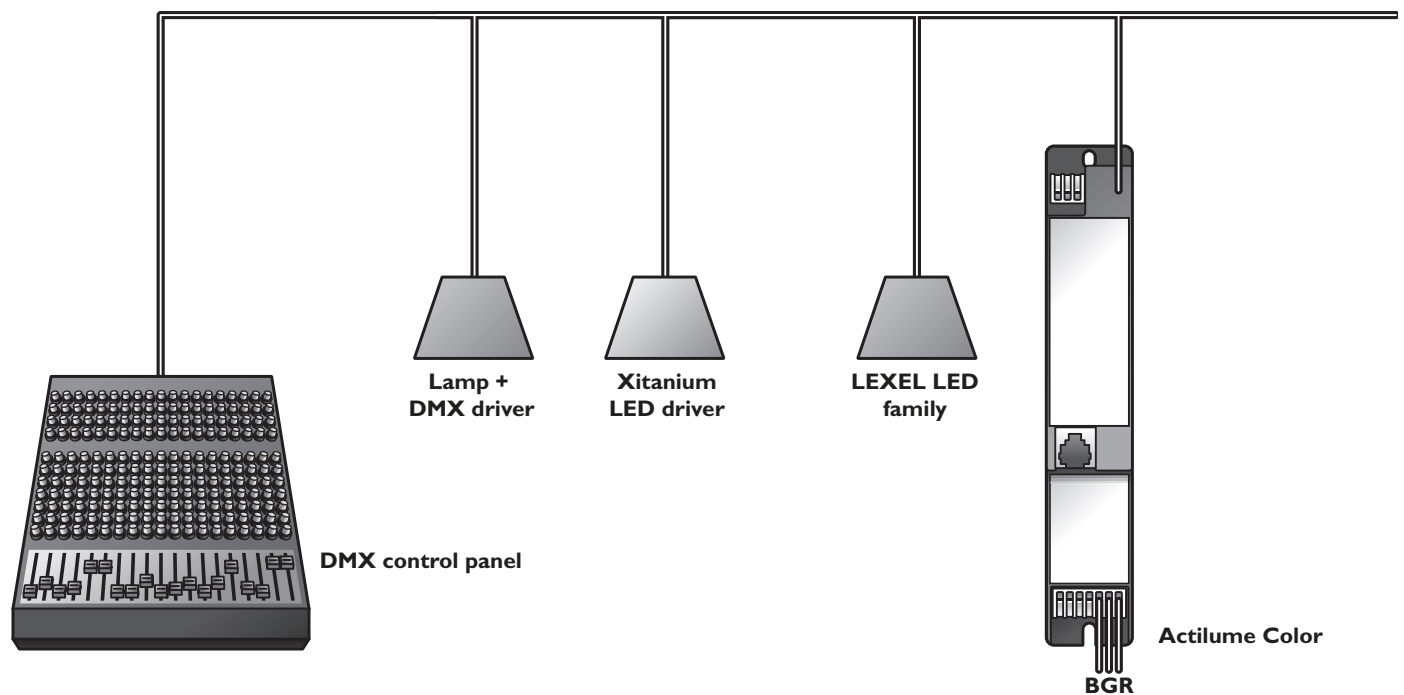 Lamp +
DMX driver
Xitanium
LED driver
LEXEL LED
family
DMX control panel
Actilume Color
BGR